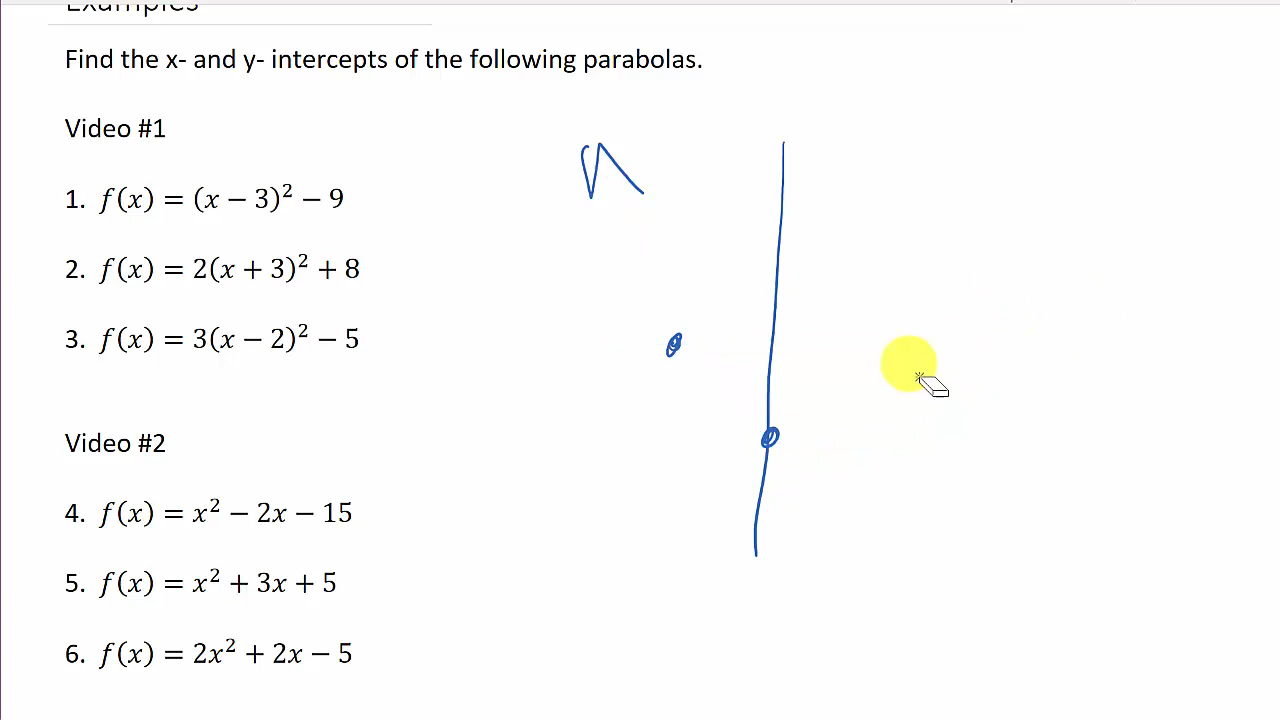 Examples
Find the x- and y- intercepts of the following parabolas.
Video #1
1. f(x) = (x − 3)² − 9
2. f(x) = 2(x + 3)² + 8
3. f(x) = 3(x − 2)² − 5
Video #2
4. f(x) = x² − 2x − 15
5. f(x) = x² + 3x + 5
6. f(x) = 2x² + 2x − 5